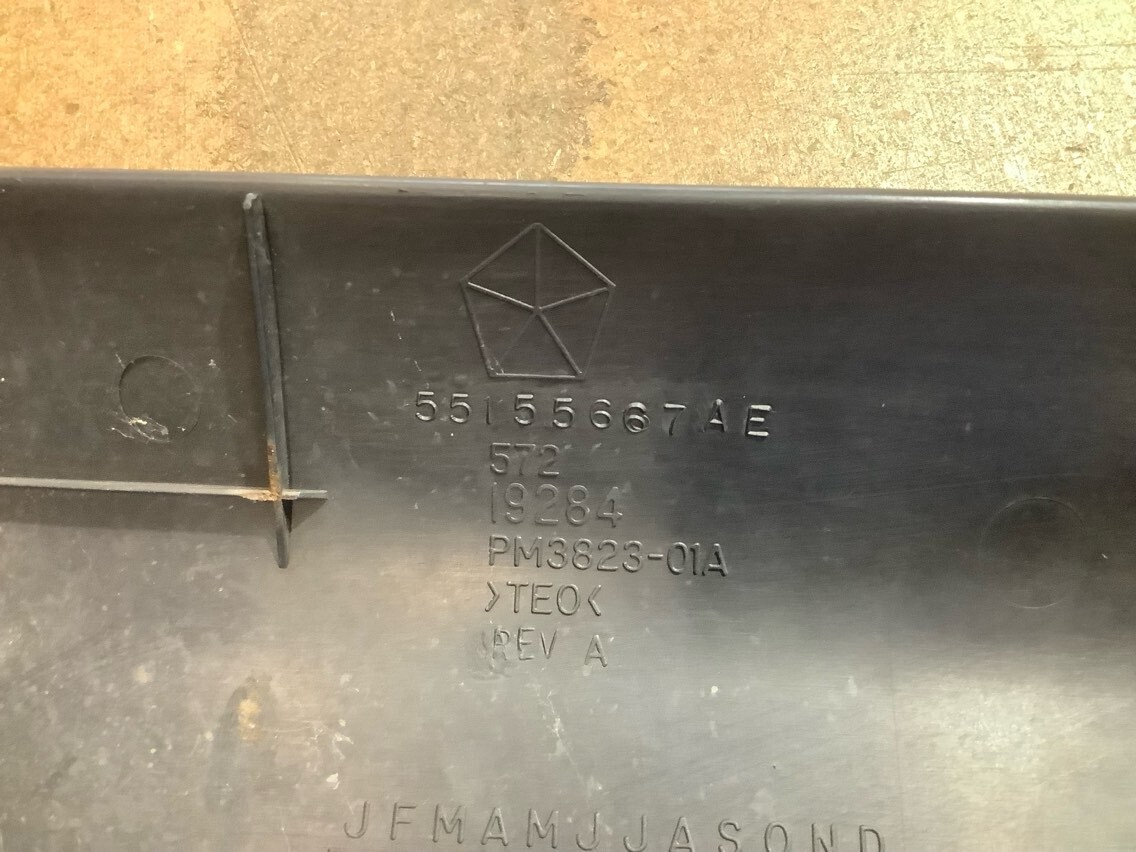 55155667AE
572
19284
PM3823-01A
>TEO<
REV A
JFMAMJJASOND